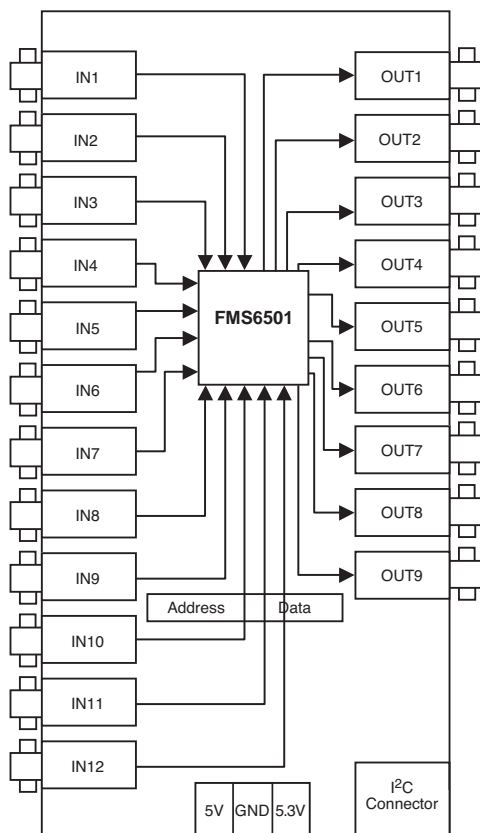 IN1
OUT1
IN2
OUT2
IN3
OUT3
IN4
OUT4
FMS6501
IN5
OUT5
IN6
OUT6
IN7
OUT7
IN8
OUT8
IN9
OUT9
Address Data
IN10
IN11
IN12
5V GND 5.3V
I²C
Connector